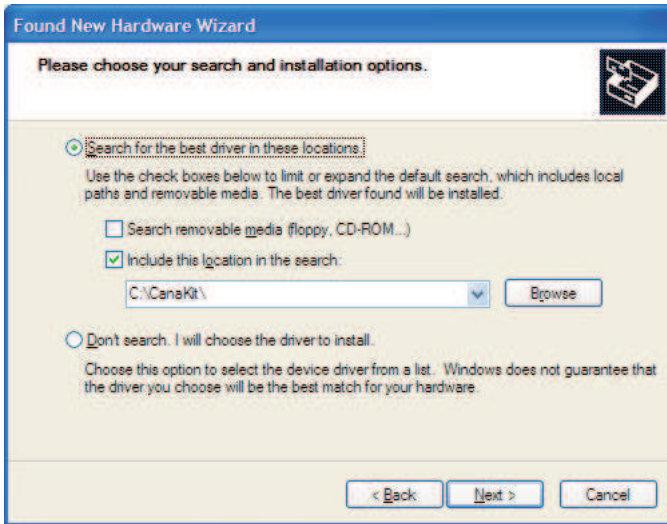 Found New Hardware Wizard
Please choose your search and installation options.
Search for the best driver in these locations.
Use the check boxes below to limit or expand the default search, which includes local
paths and removable media. The best driver found will be installed.
Search removable media (floppy, CD-ROM...)
Include this location in the search:
C:\CanaKit\
Browse
Don't search. I will choose the driver to install.
Choose this option to select the device driver from a list. Windows does not guarantee that
the driver you choose will be the best match for your hardware.
< Back Next > Cancel